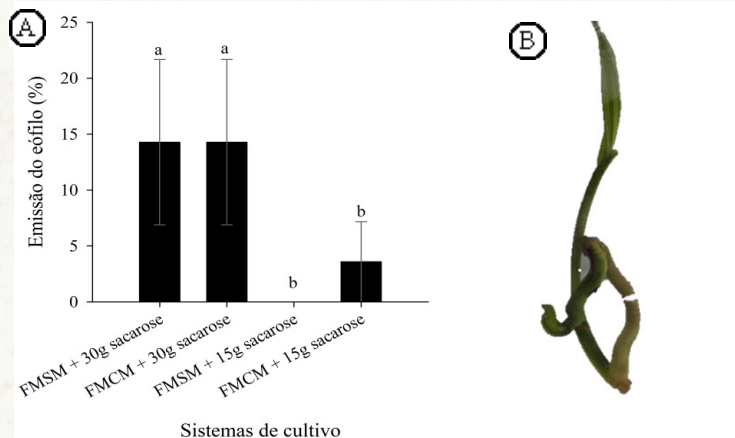 A
25
20
15
10
5
0
Emissão do eófilo (%)
a
a
b
b
FMSM + 30g sacarose
FMCM + 30g sacarose
FMSM + 15g sacarose
FMCM + 15g sacarose
Sistemas de cultivo
B